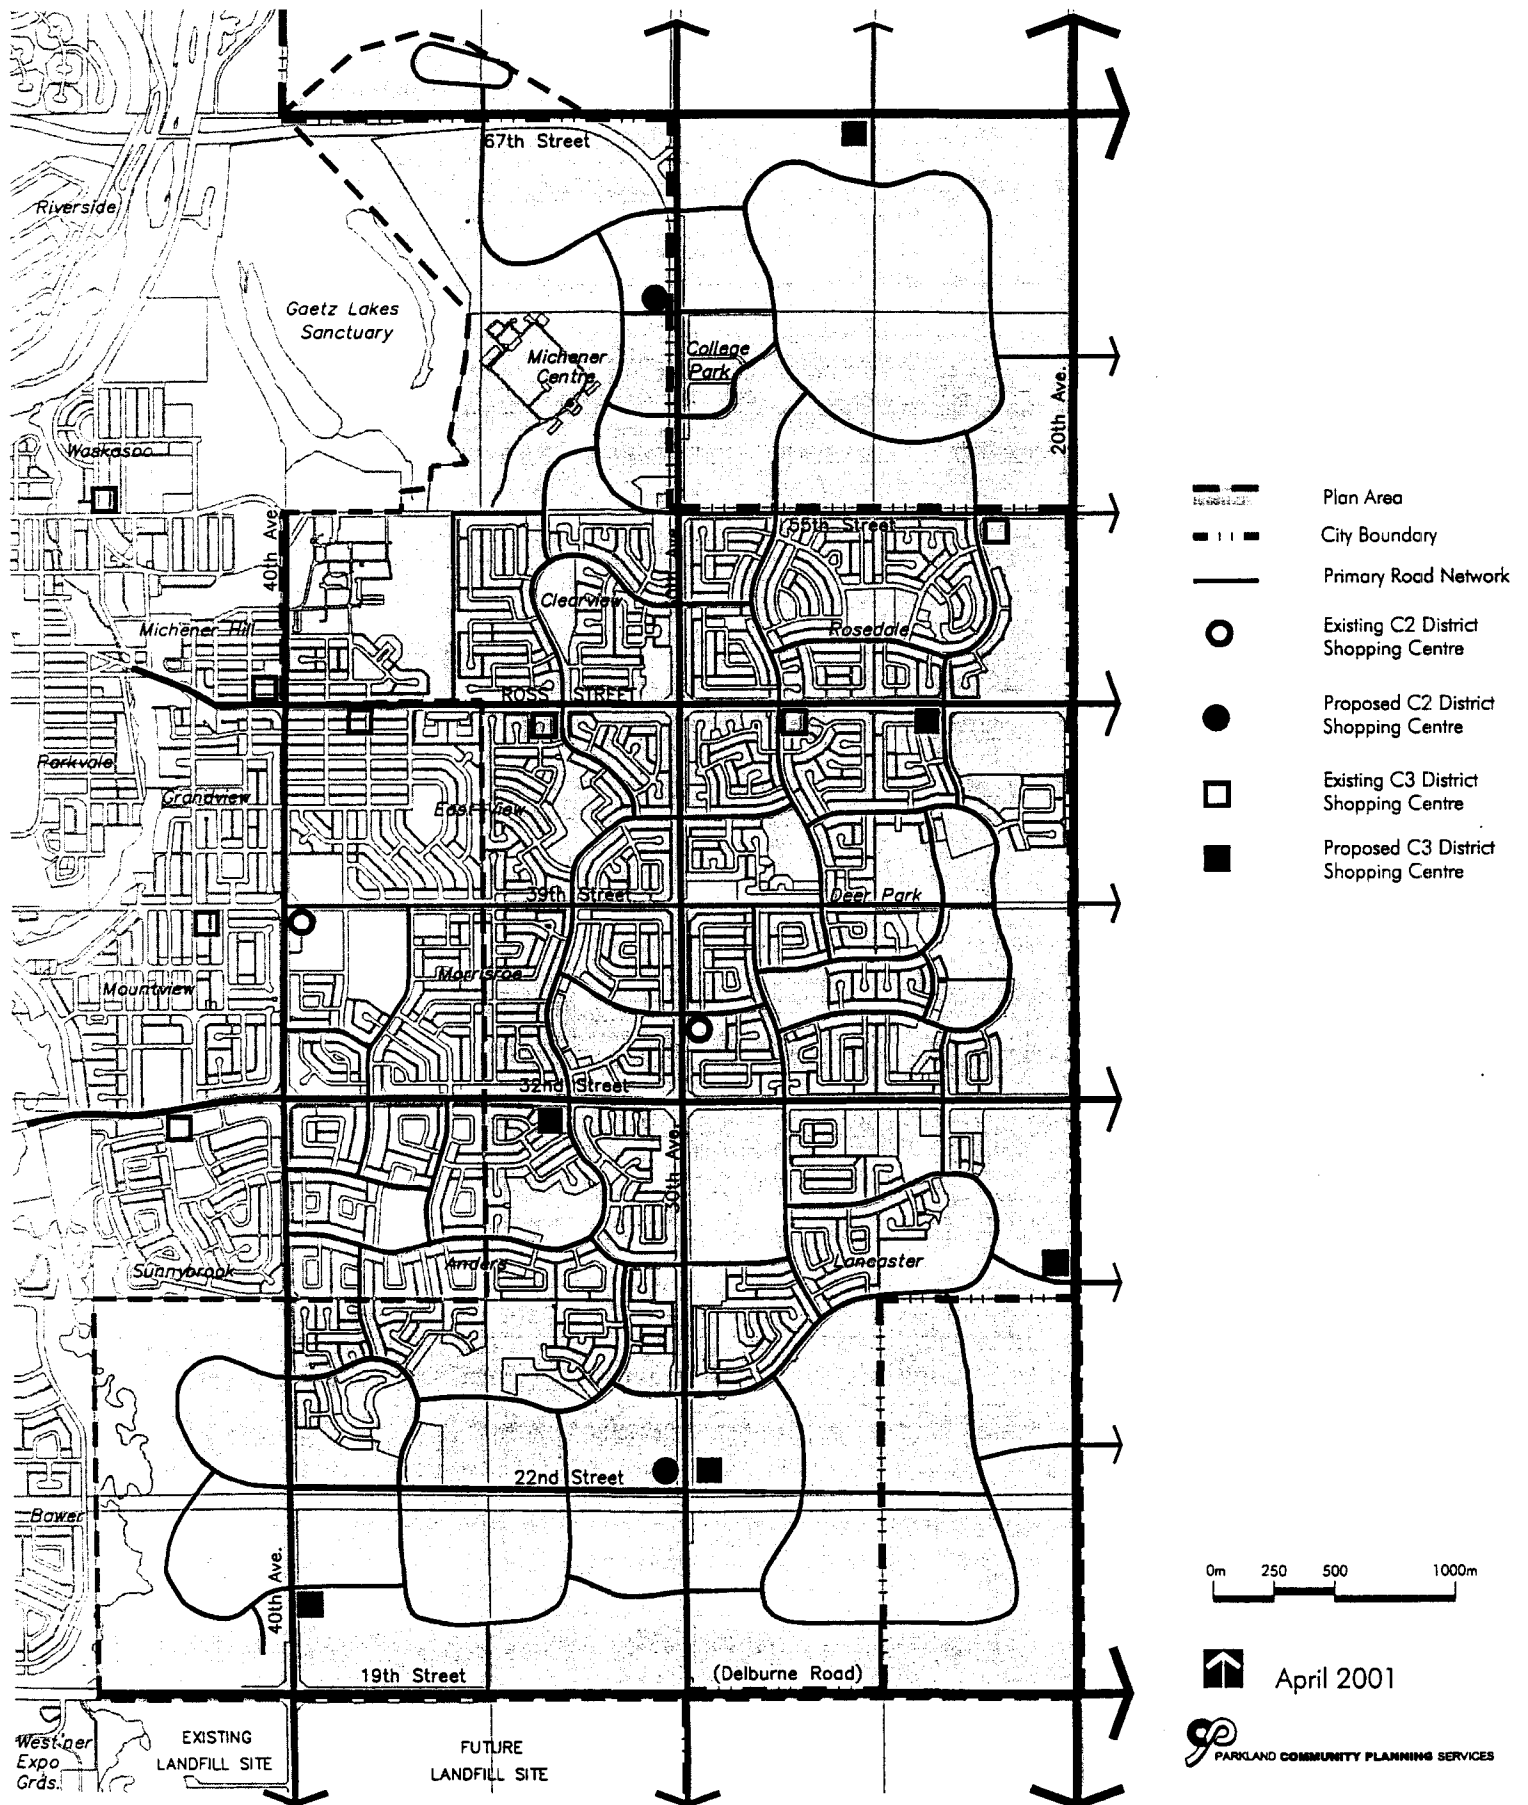 67th Street
Riverside
Gaetz Lakes
Sanctuary
Michener
Centre
College
Park
20th Ave.
Waskasoo
40th Ave.
55th Street
Clearview
Michener Hill
Rosedale
ROSS STREET
Parkvale
Grandview
Eastview
39th Street
Deer Park
Morrisroe
Mountview
32nd Street
30th Ave.
Sunnybrook
Anders
Lancaster
22nd Street
Bower
40th Ave.
19th Street
(Delburne Road)
West'ner
Expo
Grds.
EXISTING
LANDFILL SITE
FUTURE
LANDFILL SITE
Plan Area
City Boundary
Primary Road Network
Existing C2 District
Shopping Centre
Proposed C2 District
Shopping Centre
Existing C3 District
Shopping Centre
Proposed C3 District
Shopping Centre
0m 250 500 1000m
April 2001
PARKLAND COMMUNITY PLANNING SERVICES